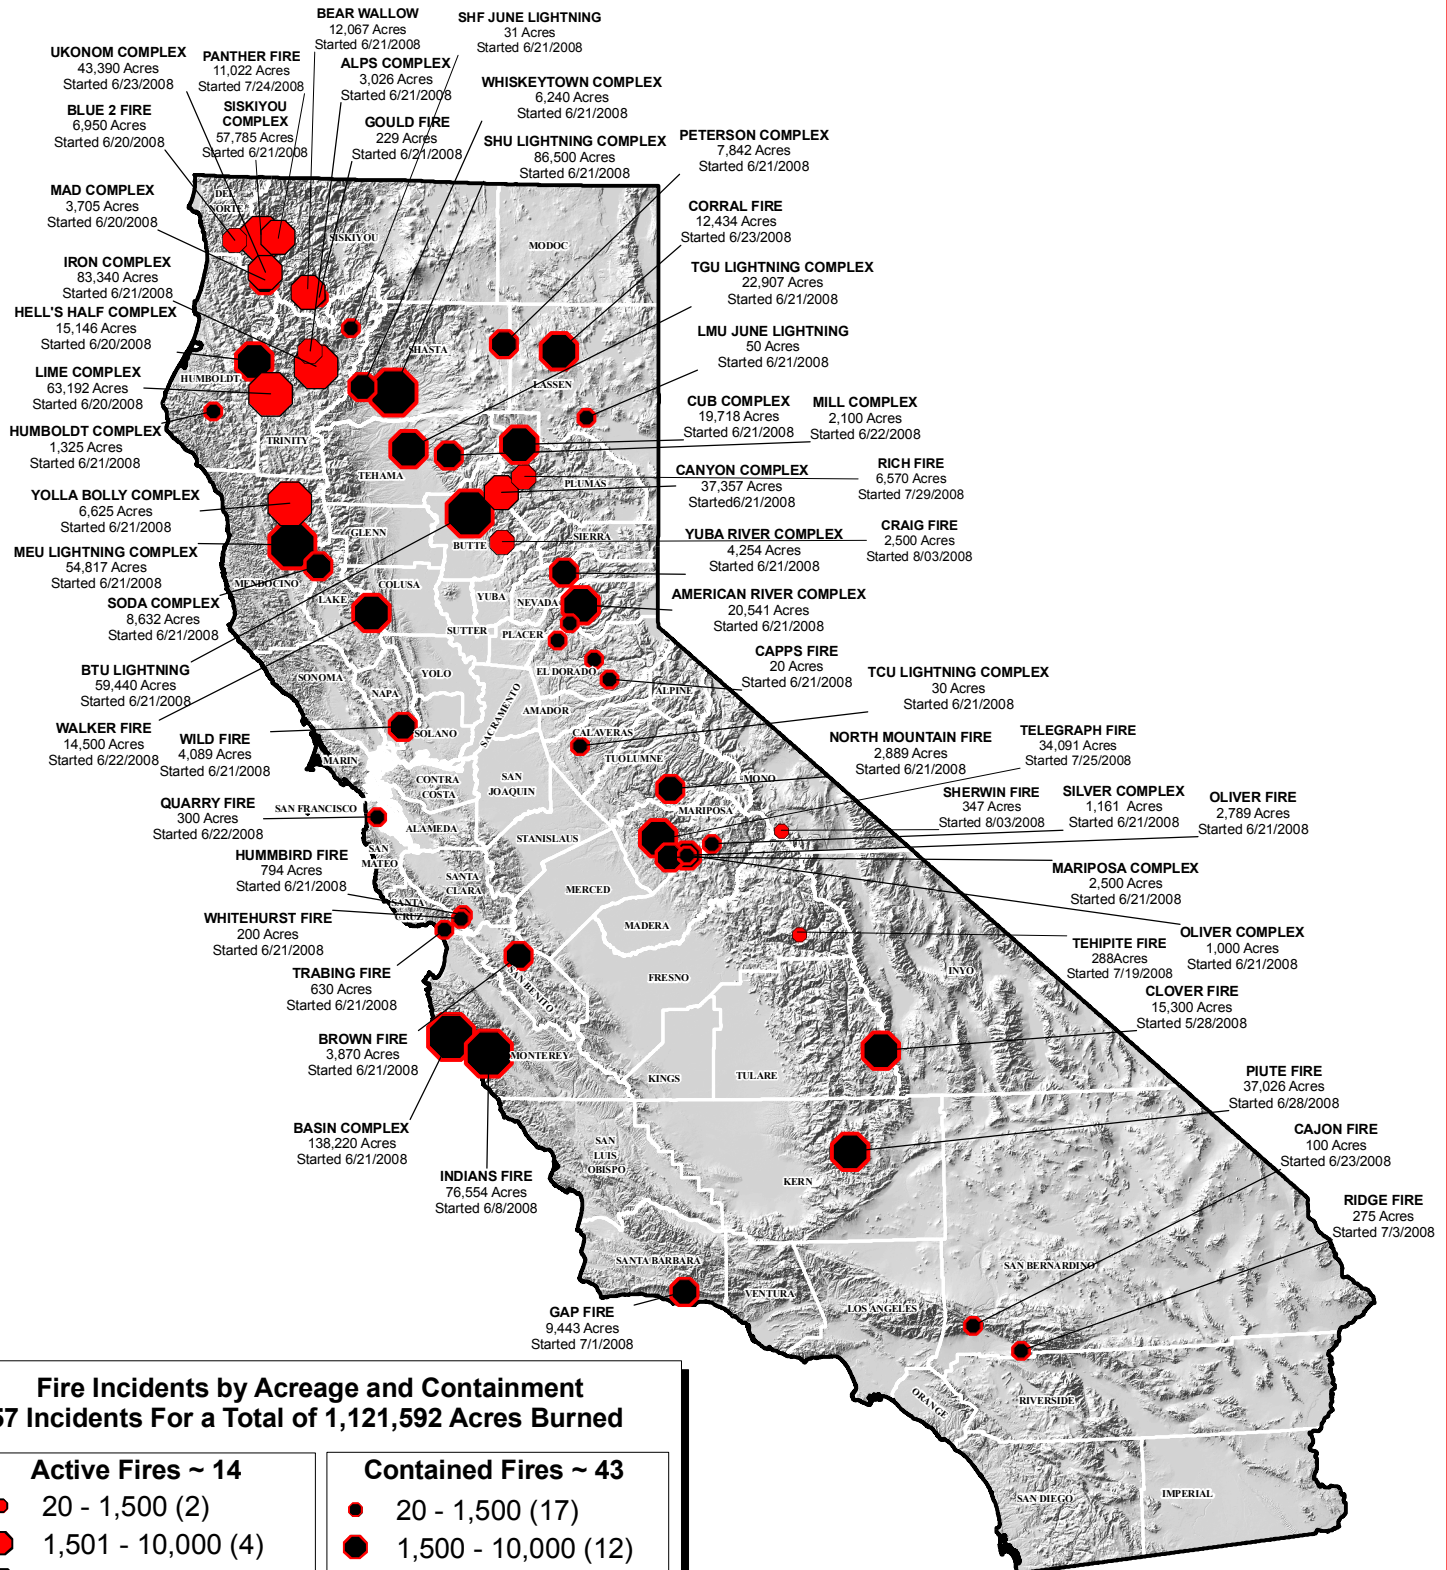 BEAR WALLOW
12,067 Acres
Started 6/21/2008
SHF JUNE LIGHTNING
31 Acres
Started 6/21/2008
UKONOM COMPLEX
43,390 Acres
Started 6/23/2008
PANTHER FIRE
11,022 Acres
Started 7/24/2008
ALPS COMPLEX
3,026 Acres
Started 6/21/2008
WHISKEYTOWN COMPLEX
6,240 Acres
Started 6/21/2008
BLUE 2 FIRE
6,950 Acres
Started 6/20/2008
SISKIYOU
COMPLEX
57,785 Acres
Started 6/21/2008
GOULD FIRE
229 Acres
Started 6/21/2008
SHU LIGHTNING COMPLEX
86,500 Acres
Started 6/21/2008
PETERSON COMPLEX
7,842 Acres
Started 6/21/2008
MAD COMPLEX
3,705 Acres
Started 6/20/2008
CORRAL FIRE
12,434 Acres
Started 6/23/2008
IRON COMPLEX
83,340 Acres
Started 6/21/2008
TGU LIGHTNING COMPLEX
22,907 Acres
Started 6/21/2008
HELL'S HALF COMPLEX
15,146 Acres
Started 6/20/2008
LMU JUNE LIGHTNING
50 Acres
Started 6/21/2008
LIME COMPLEX
63,192 Acres
Started 6/20/2008
CUB COMPLEX
19,718 Acres
Started 6/21/2008
MILL COMPLEX
2,100 Acres
Started 6/22/2008
HUMBOLDT COMPLEX
1,325 Acres
Started 6/21/2008
CANYON COMPLEX
37,357 Acres
Started6/21/2008
RICH FIRE
6,570 Acres
Started 7/29/2008
YOLLA BOLLY COMPLEX
6,625 Acres
Started 6/21/2008
YUBA RIVER COMPLEX
4,254 Acres
Started 6/21/2008
CRAIG FIRE
2,500 Acres
Started 8/03/2008
MEU LIGHTNING COMPLEX
54,817 Acres
Started 6/21/2008
AMERICAN RIVER COMPLEX
20,541 Acres
Started 6/21/2008
SODA COMPLEX
8,632 Acres
Started 6/21/2008
CAPPS FIRE
20 Acres
Started 6/21/2008
BTU LIGHTNING
59,440 Acres
Started 6/21/2008
TCU LIGHTNING COMPLEX
30 Acres
Started 6/21/2008
WALKER FIRE
14,500 Acres
Started 6/22/2008
WILD FIRE
4,089 Acres
Started 6/21/2008
NORTH MOUNTAIN FIRE
2,889 Acres
Started 6/21/2008
TELEGRAPH FIRE
34,091 Acres
Started 7/25/2008
QUARRY FIRE
300 Acres
Started 6/22/2008
SHERWIN FIRE
347 Acres
Started 8/03/2008
SILVER COMPLEX
1,161 Acres
Started 6/21/2008
OLIVER FIRE
2,789 Acres
Started 6/21/2008
HUMMBIRD FIRE
794 Acres
Started 6/21/2008
MARIPOSA COMPLEX
2,500 Acres
Started 6/21/2008
WHITEHURST FIRE
200 Acres
Started 6/21/2008
OLIVER COMPLEX
1,000 Acres
Started 6/21/2008
TRABING FIRE
630 Acres
Started 6/21/2008
TEHIPITE FIRE
288Acres
Started 7/19/2008
BROWN FIRE
3,870 Acres
Started 6/21/2008
CLOVER FIRE
15,300 Acres
Started 5/28/2008
BASIN COMPLEX
138,220 Acres
Started 6/21/2008
PIUTE FIRE
37,026 Acres
Started 6/28/2008
INDIANS FIRE
76,554 Acres
Started 6/8/2008
CAJON FIRE
100 Acres
Started 6/23/2008
RIDGE FIRE
275 Acres
Started 7/3/2008
GAP FIRE
9,443 Acres
Started 7/1/2008
DEL
NORTE
SISKIYOU
MODOC
SHASTA
LASSEN
HUMBOLDT
TRINITY
TEHAMA
PLUMAS
GLENN
BUTTE
SIERRA
MENDOCINO
COLUSA
LAKE
YUBA
NEVADA
SUTTER
PLACER
SONOMA
NAPA
YOLO
EL DORADO
ALPINE
SACRAMENTO
AMADOR
SOLANO
CALAVERAS
MARIN
TUOLUMNE
MONO
CONTRA
COSTA
SAN
JOAQUIN
SAN FRANCISCO
ALAMEDA
STANISLAUS
MARIPOSA
SAN
MATEO
SANTA
CLARA
SANTA
CRUZ
MERCED
MADERA
SAN BENITO
FRESNO
INYO
MONTEREY
KINGS
TULARE
SAN
LUIS
OBISPO
KERN
SANTA BARBARA
VENTURA
LOS ANGELES
SAN BERNARDINO
ORANGE
RIVERSIDE
SAN DIEGO
IMPERIAL
Fire Incidents by Acreage and Containment
57 Incidents For a Total of 1,121,592 Acres Burned
Active Fires ~ 14
20 - 1,500 (2)
1,501 - 10,000 (4)
Contained Fires ~ 43
20 - 1,500 (17)
1,500 - 10,000 (12)